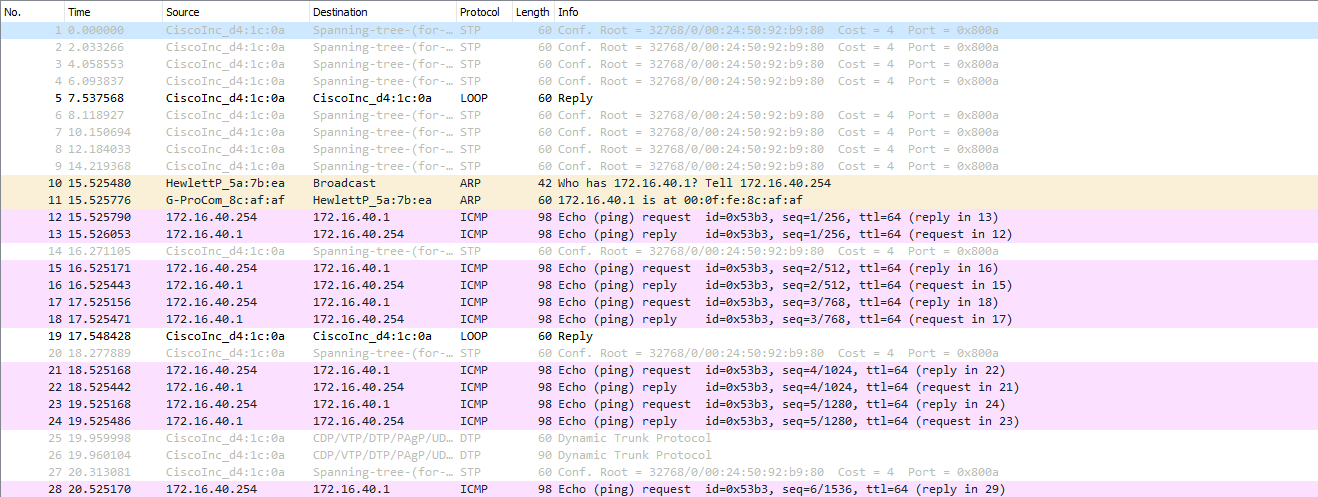 No. Time Source Destination Protocol Length Info
1 0.000000 CiscoInc_d4:1c:0a Spanning-tree-(for-… STP 60 Conf. Root = 32768/0/00:24:50:92:b9:80 Cost = 4 Port = 0x800a
2 2.033266 CiscoInc_d4:1c:0a Spanning-tree-(for-… STP 60 Conf. Root = 32768/0/00:24:50:92:b9:80 Cost = 4 Port = 0x800a
3 4.058553 CiscoInc_d4:1c:0a Spanning-tree-(for-… STP 60 Conf. Root = 32768/0/00:24:50:92:b9:80 Cost = 4 Port = 0x800a
4 6.093837 CiscoInc_d4:1c:0a Spanning-tree-(for-… STP 60 Conf. Root = 32768/0/00:24:50:92:b9:80 Cost = 4 Port = 0x800a
5 7.537568 CiscoInc_d4:1c:0a CiscoInc_d4:1c:0a LOOP 60 Reply
6 8.118927 CiscoInc_d4:1c:0a Spanning-tree-(for-… STP 60 Conf. Root = 32768/0/00:24:50:92:b9:80 Cost = 4 Port = 0x800a
7 10.150694 CiscoInc_d4:1c:0a Spanning-tree-(for-… STP 60 Conf. Root = 32768/0/00:24:50:92:b9:80 Cost = 4 Port = 0x800a
8 12.184033 CiscoInc_d4:1c:0a Spanning-tree-(for-… STP 60 Conf. Root = 32768/0/00:24:50:92:b9:80 Cost = 4 Port = 0x800a
9 14.219368 CiscoInc_d4:1c:0a Spanning-tree-(for-… STP 60 Conf. Root = 32768/0/00:24:50:92:b9:80 Cost = 4 Port = 0x800a
10 15.525480 HewlettP_5a:7b:ea Broadcast ARP 42 Who has 172.16.40.1? Tell 172.16.40.254
11 15.525776 G-ProCom_8c:af:af HewlettP_5a:7b:ea ARP 60 172.16.40.1 is at 00:0f:fe:8c:af:af
12 15.525790 172.16.40.254 172.16.40.1 ICMP 98 Echo (ping) request id=0x53b3, seq=1/256, ttl=64 (reply in 13)
13 15.526053 172.16.40.1 172.16.40.254 ICMP 98 Echo (ping) reply id=0x53b3, seq=1/256, ttl=64 (request in 12)
14 16.271105 CiscoInc_d4:1c:0a Spanning-tree-(for-… STP 60 Conf. Root = 32768/0/00:24:50:92:b9:80 Cost = 4 Port = 0x800a
15 16.525171 172.16.40.254 172.16.40.1 ICMP 98 Echo (ping) request id=0x53b3, seq=2/512, ttl=64 (reply in 16)
16 16.525443 172.16.40.1 172.16.40.254 ICMP 98 Echo (ping) reply id=0x53b3, seq=2/512, ttl=64 (request in 15)
17 17.525156 172.16.40.254 172.16.40.1 ICMP 98 Echo (ping) request id=0x53b3, seq=3/768, ttl=64 (reply in 18)
18 17.525471 172.16.40.1 172.16.40.254 ICMP 98 Echo (ping) reply id=0x53b3, seq=3/768, ttl=64 (request in 17)
19 17.548428 CiscoInc_d4:1c:0a CiscoInc_d4:1c:0a LOOP 60 Reply
20 18.277889 CiscoInc_d4:1c:0a Spanning-tree-(for-… STP 60 Conf. Root = 32768/0/00:24:50:92:b9:80 Cost = 4 Port = 0x800a
21 18.525168 172.16.40.254 172.16.40.1 ICMP 98 Echo (ping) request id=0x53b3, seq=4/1024, ttl=64 (reply in 22)
22 18.525442 172.16.40.1 172.16.40.254 ICMP 98 Echo (ping) reply id=0x53b3, seq=4/1024, ttl=64 (request in 21)
23 19.525168 172.16.40.254 172.16.40.1 ICMP 98 Echo (ping) request id=0x53b3, seq=5/1280, ttl=64 (reply in 24)
24 19.525486 172.16.40.1 172.16.40.254 ICMP 98 Echo (ping) reply id=0x53b3, seq=5/1280, ttl=64 (request in 23)
25 19.959998 CiscoInc_d4:1c:0a CDP/VTP/DTP/PAgP/UD… DTP 60 Dynamic Trunk Protocol
26 19.960104 CiscoInc_d4:1c:0a CDP/VTP/DTP/PAgP/UD… DTP 90 Dynamic Trunk Protocol
27 20.313081 CiscoInc_d4:1c:0a Spanning-tree-(for-… STP 60 Conf. Root = 32768/0/00:24:50:92:b9:80 Cost = 4 Port = 0x800a
28 20.525170 172.16.40.254 172.16.40.1 ICMP 98 Echo (ping) request id=0x53b3, seq=6/1536, ttl=64 (reply in 29)